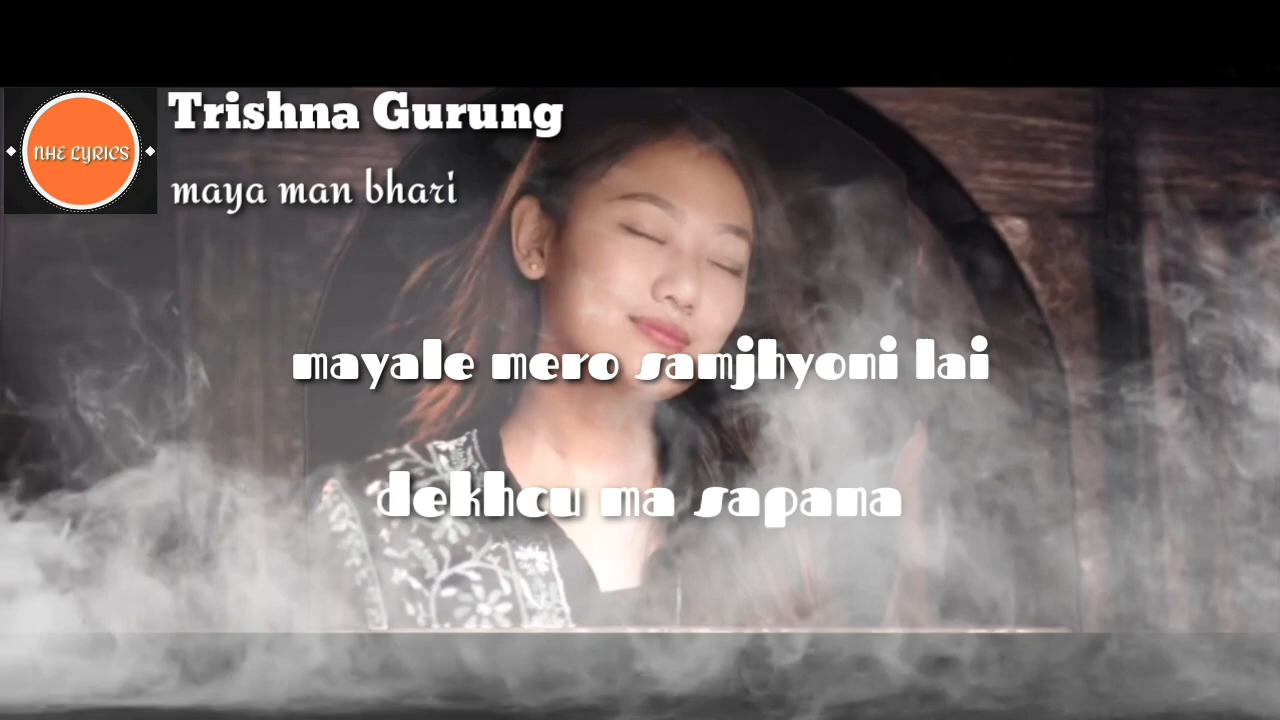 Trishna Gurung
NHE LYRICS
maya man bhari
mayale mero samjhyoni lai
dekhcu ma sapana